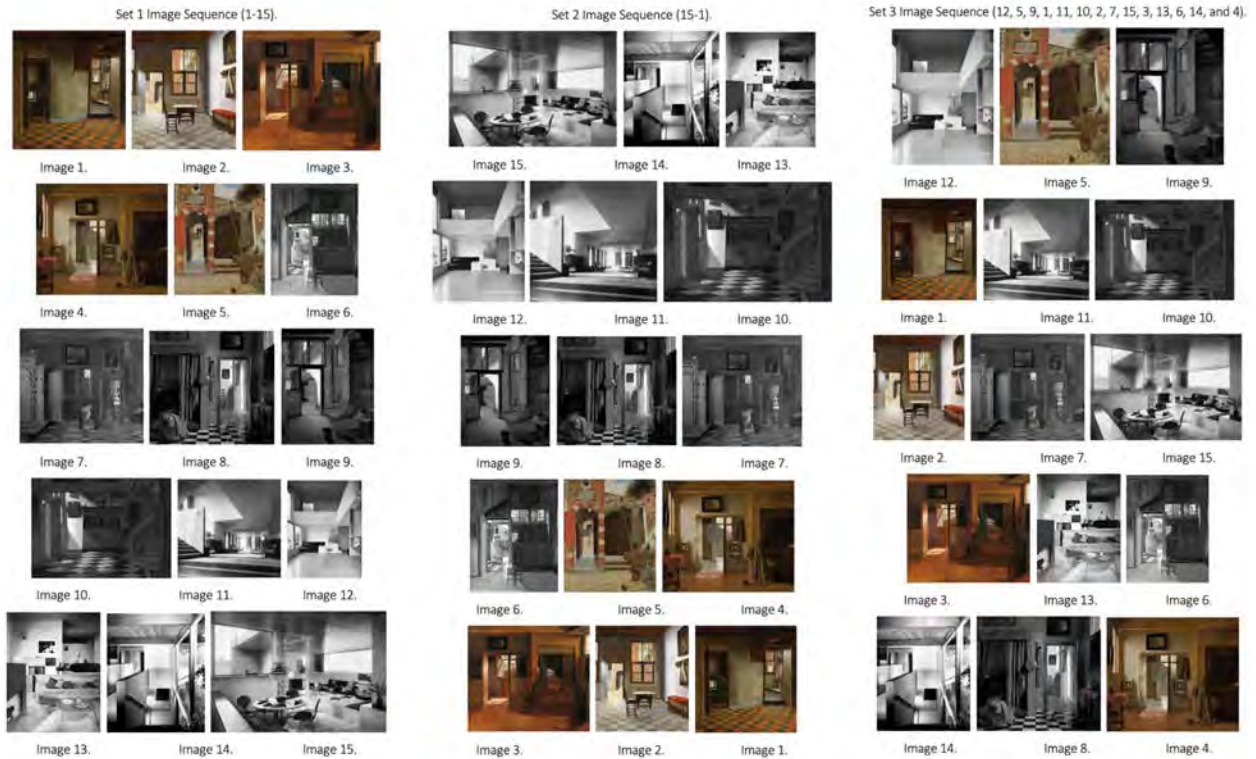 Set 1 Image Sequence (1-15).
Image 1. Image 2. Image 3.
Image 4. Image 5. Image 6.
Image 7. Image 8. Image 9.
Image 10. Image 11. Image 12.
Image 13. Image 14. Image 15.
Set 2 Image Sequence (15-1).
Image 15. Image 14. Image 13.
Image 12. Image 11. Image 10.
Image 9. Image 8. Image 7.
Image 6. Image 5. Image 4.
Image 3. Image 2. Image 1.
Set 3 Image Sequence (12, 5, 9, 1, 11, 10, 2, 7, 15, 3, 13, 6, 14, and 4).
Image 12. Image 5. Image 9.
Image 1. Image 11. Image 10.
Image 2. Image 7. Image 15.
Image 3. Image 13. Image 6.
Image 14. Image 8. Image 4.